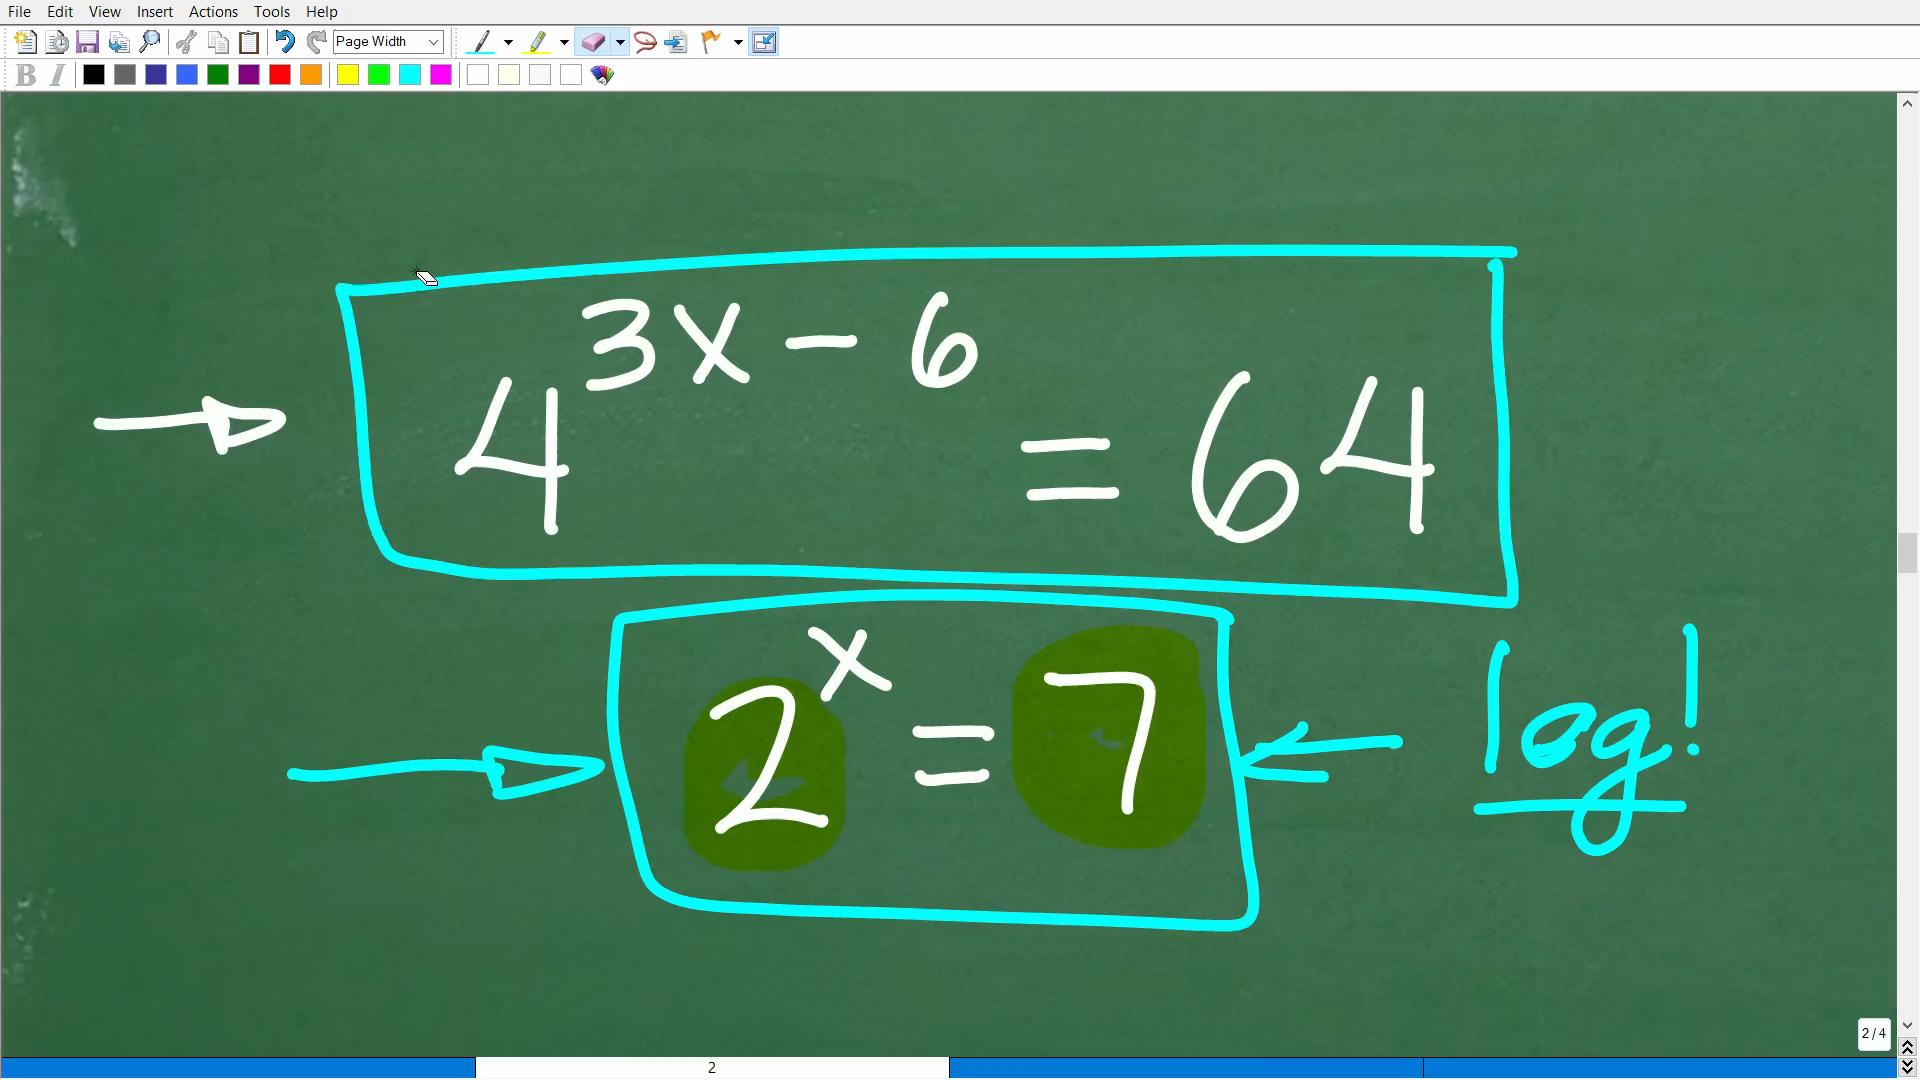 File Edit View Insert Actions Tools Help
Page Width
B I
4^{3x-6} = 64
2^x = 7
log!
2 / 4
2